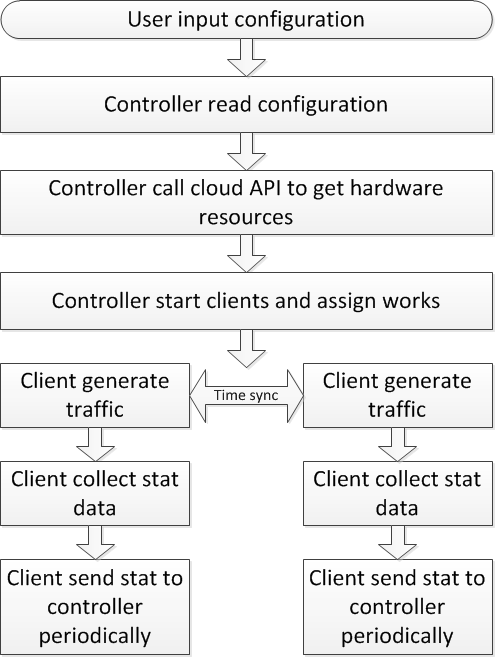 User input configuration
Controller read configuration
Controller call cloud API to get hardware
resources
Controller start clients and assign works
Client generate
traffic
Time sync
Client generate
traffic
Client collect stat
data
Client collect stat
data
Client send stat to
controller
periodically
Client send stat to
controller
periodically